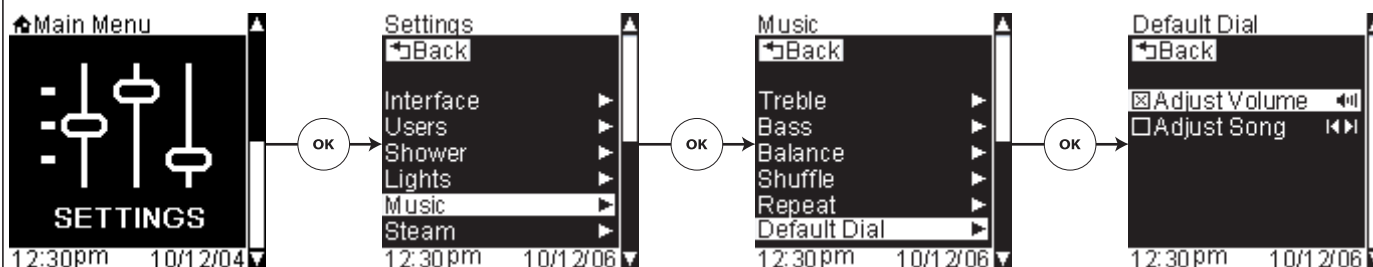 Main Menu
SETTINGS
12:30pm 10/12/04
OK
Settings
Back
Interface
Users
Shower
Lights
Music
Steam
12:30pm 10/12/06
OK
Music
Back
Treble
Bass
Balance
Shuffle
Repeat
Default Dial
12:30pm 10/12/06
OK
Default Dial
Back
Adjust Volume
Adjust Song
12:30pm 10/12/06